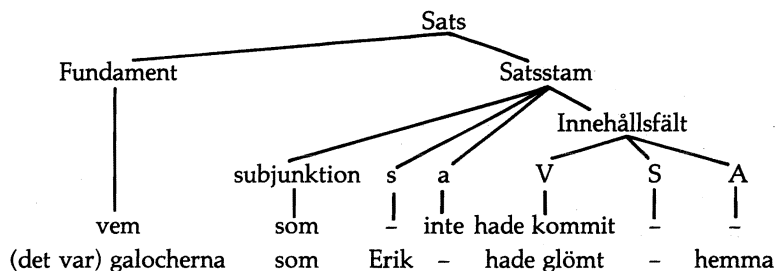 Sats
Fundament Satsstam
Innehållsfält
subjunktion s a V S A
vem som – inte hade kommit – –
(det var) galocherna som Erik – hade glömt – hemma